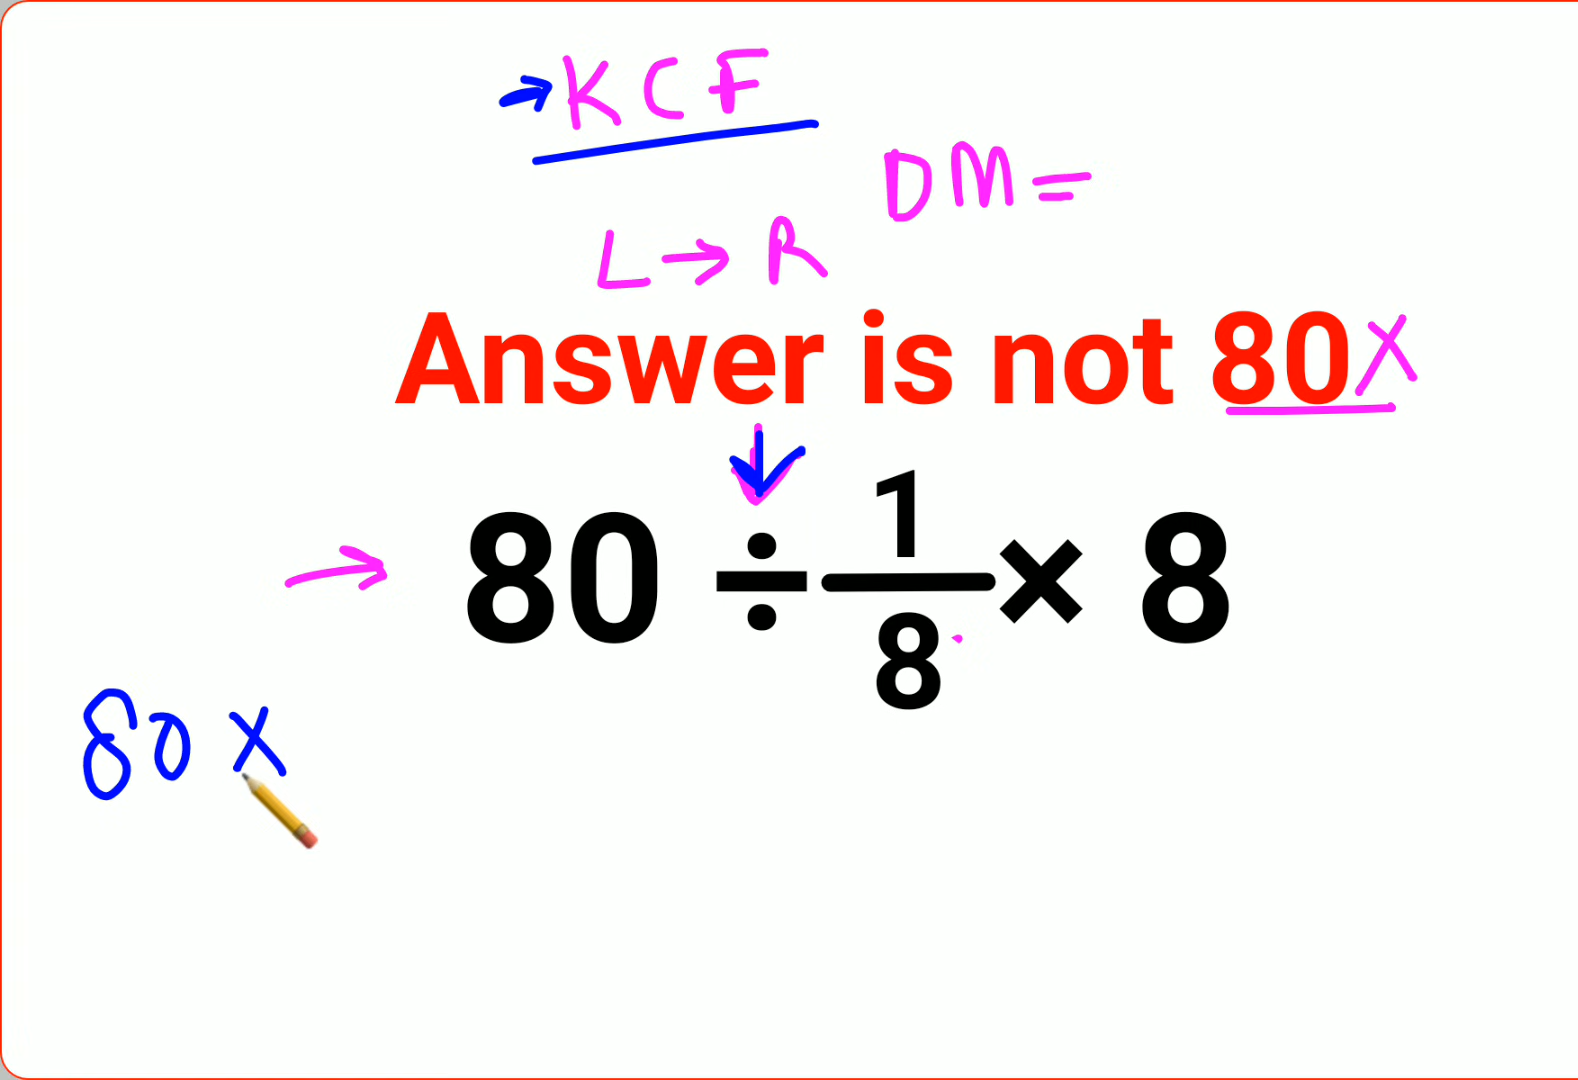 →KCF
DM=
L→R
Answer is not 80X
→ 80 ÷ 1/8 × 8
80 X